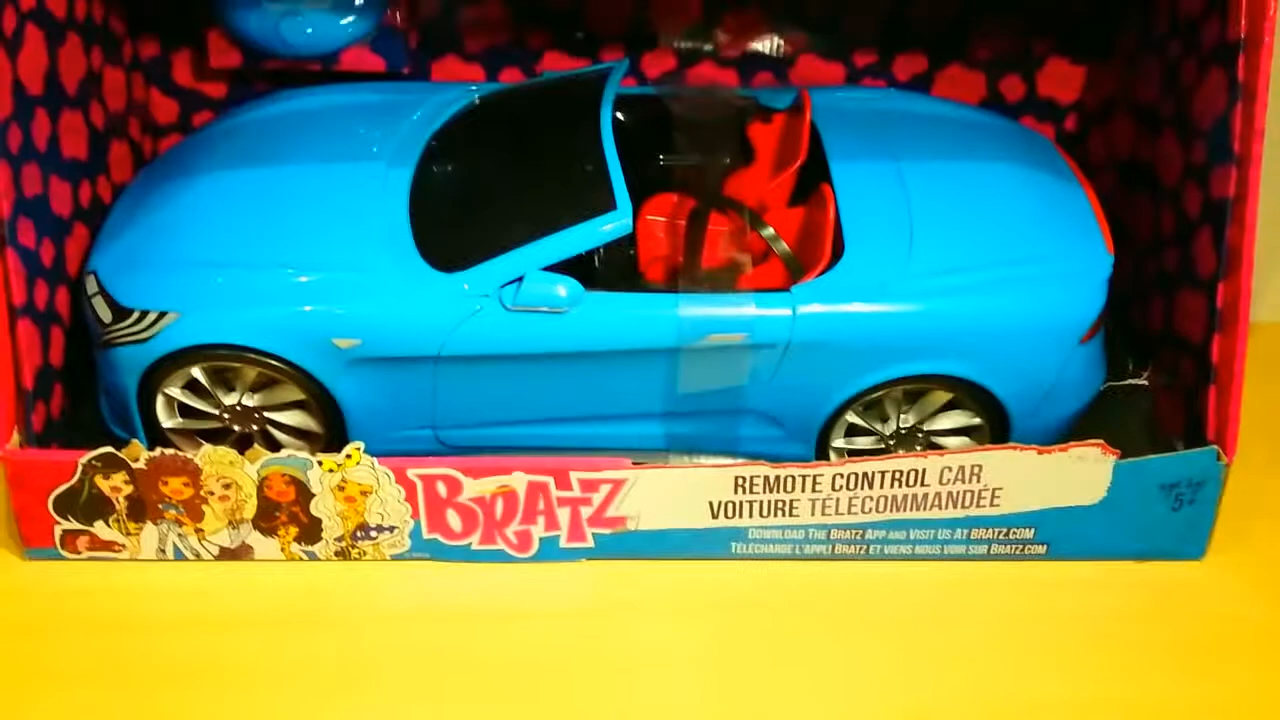 BRATZ
REMOTE CONTROL CAR
VOITURE TÉLÉCOMMANDÉE
DOWNLOAD THE BRATZ APP AND VISIT US AT BRATZ.COM
TÉLÉCHARGE L'APPLI BRATZ ET VIENS NOUS VOIR SUR BRATZ.COM
5+